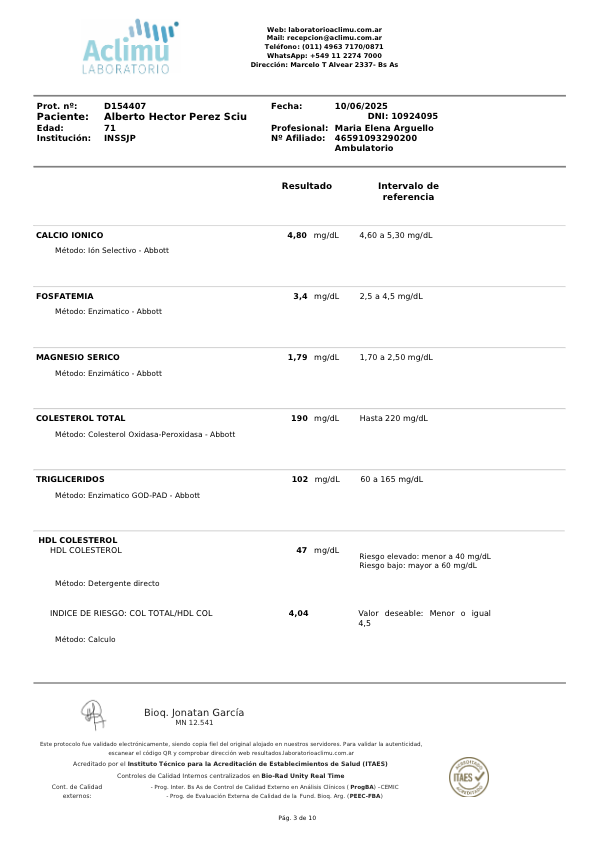 Aclimu
LABORATORIO
Web: laboratorioaclimu.com.ar
Mail: recepcion@aclimu.com.ar
Teléfono: (011) 4963 7170/0871
WhatsApp: +549 11 2274 7000
Dirección: Marcelo T Alvear 2337- Bs As
Prot. nº: D154407 Fecha: 10/06/2025
Paciente: Alberto Hector Perez Sciu DNI: 10924095
Edad: 71 Profesional: Maria Elena Arguello
Institución: INSSJP Nº Afiliado: 46591093290200
Ambulatorio
Resultado Intervalo de
referencia
CALCIO IONICO 4,80 mg/dL 4,60 a 5,30 mg/dL
Método: Ión Selectivo - Abbott
FOSFATEMIA 3,4 mg/dL 2,5 a 4,5 mg/dL
Método: Enzimatico - Abbott
MAGNESIO SERICO 1,79 mg/dL 1,70 a 2,50 mg/dL
Método: Enzimático - Abbott
COLESTEROL TOTAL 190 mg/dL Hasta 220 mg/dL
Método: Colesterol Oxidasa-Peroxidasa - Abbott
TRIGLICERIDOS 102 mg/dL 60 a 165 mg/dL
Método: Enzimatico GOD-PAD - Abbott
HDL COLESTEROL
HDL COLESTEROL 47 mg/dL
Riesgo elevado: menor a 40 mg/dL
Riesgo bajo: mayor a 60 mg/dL
Método: Detergente directo
INDICE DE RIESGO: COL TOTAL/HDL COL 4,04 Valor deseable: Menor o igual
4,5
Método: Calculo
Bioq. Jonatan García
MN 12.541
Este protocolo fue validado electrónicamente, siendo copia fiel del original alojado en nuestros servidores. Para validar la autenticidad,
escanear el código QR y comprobar dirección web resultados.laboratorioaclimu.com.ar
Acreditado por el Instituto Técnico para la Acreditación de Establecimientos de Salud (ITAES)
Controles de Calidad Internos centralizados en Bio-Rad Unity Real Time
Cont. de Calidad
externos:
- Prog. Inter. Bs As de Control de Calidad Externo en Análisis Clínicos ( ProgBA) -CEMIC
- Prog. de Evaluación Externa de Calidad de la Fund. Bioq. Arg. (PEEC-FBA)
ACREDITADO
ITAES
ACREDITADO
Pág. 3 de 10